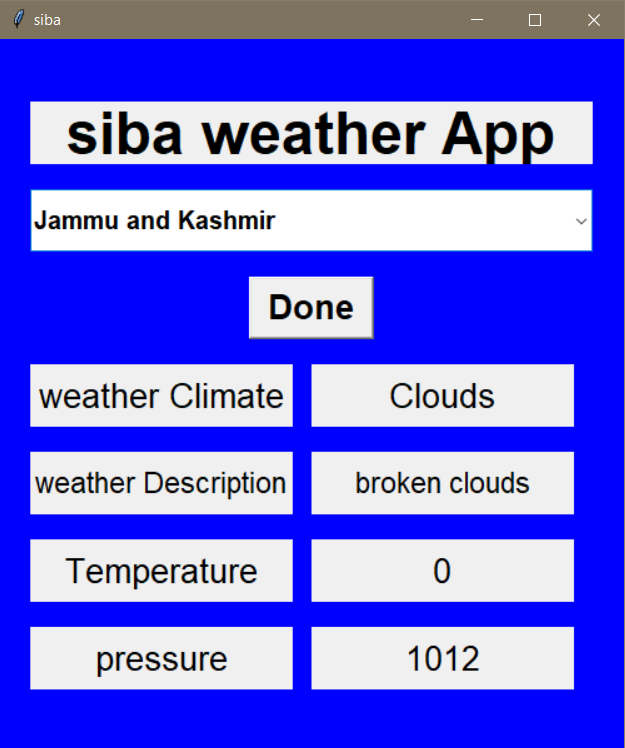 siba
siba weather App
Jammu and Kashmir
Done
weather Climate
Clouds
weather Description
broken clouds
Temperature
0
pressure
1012